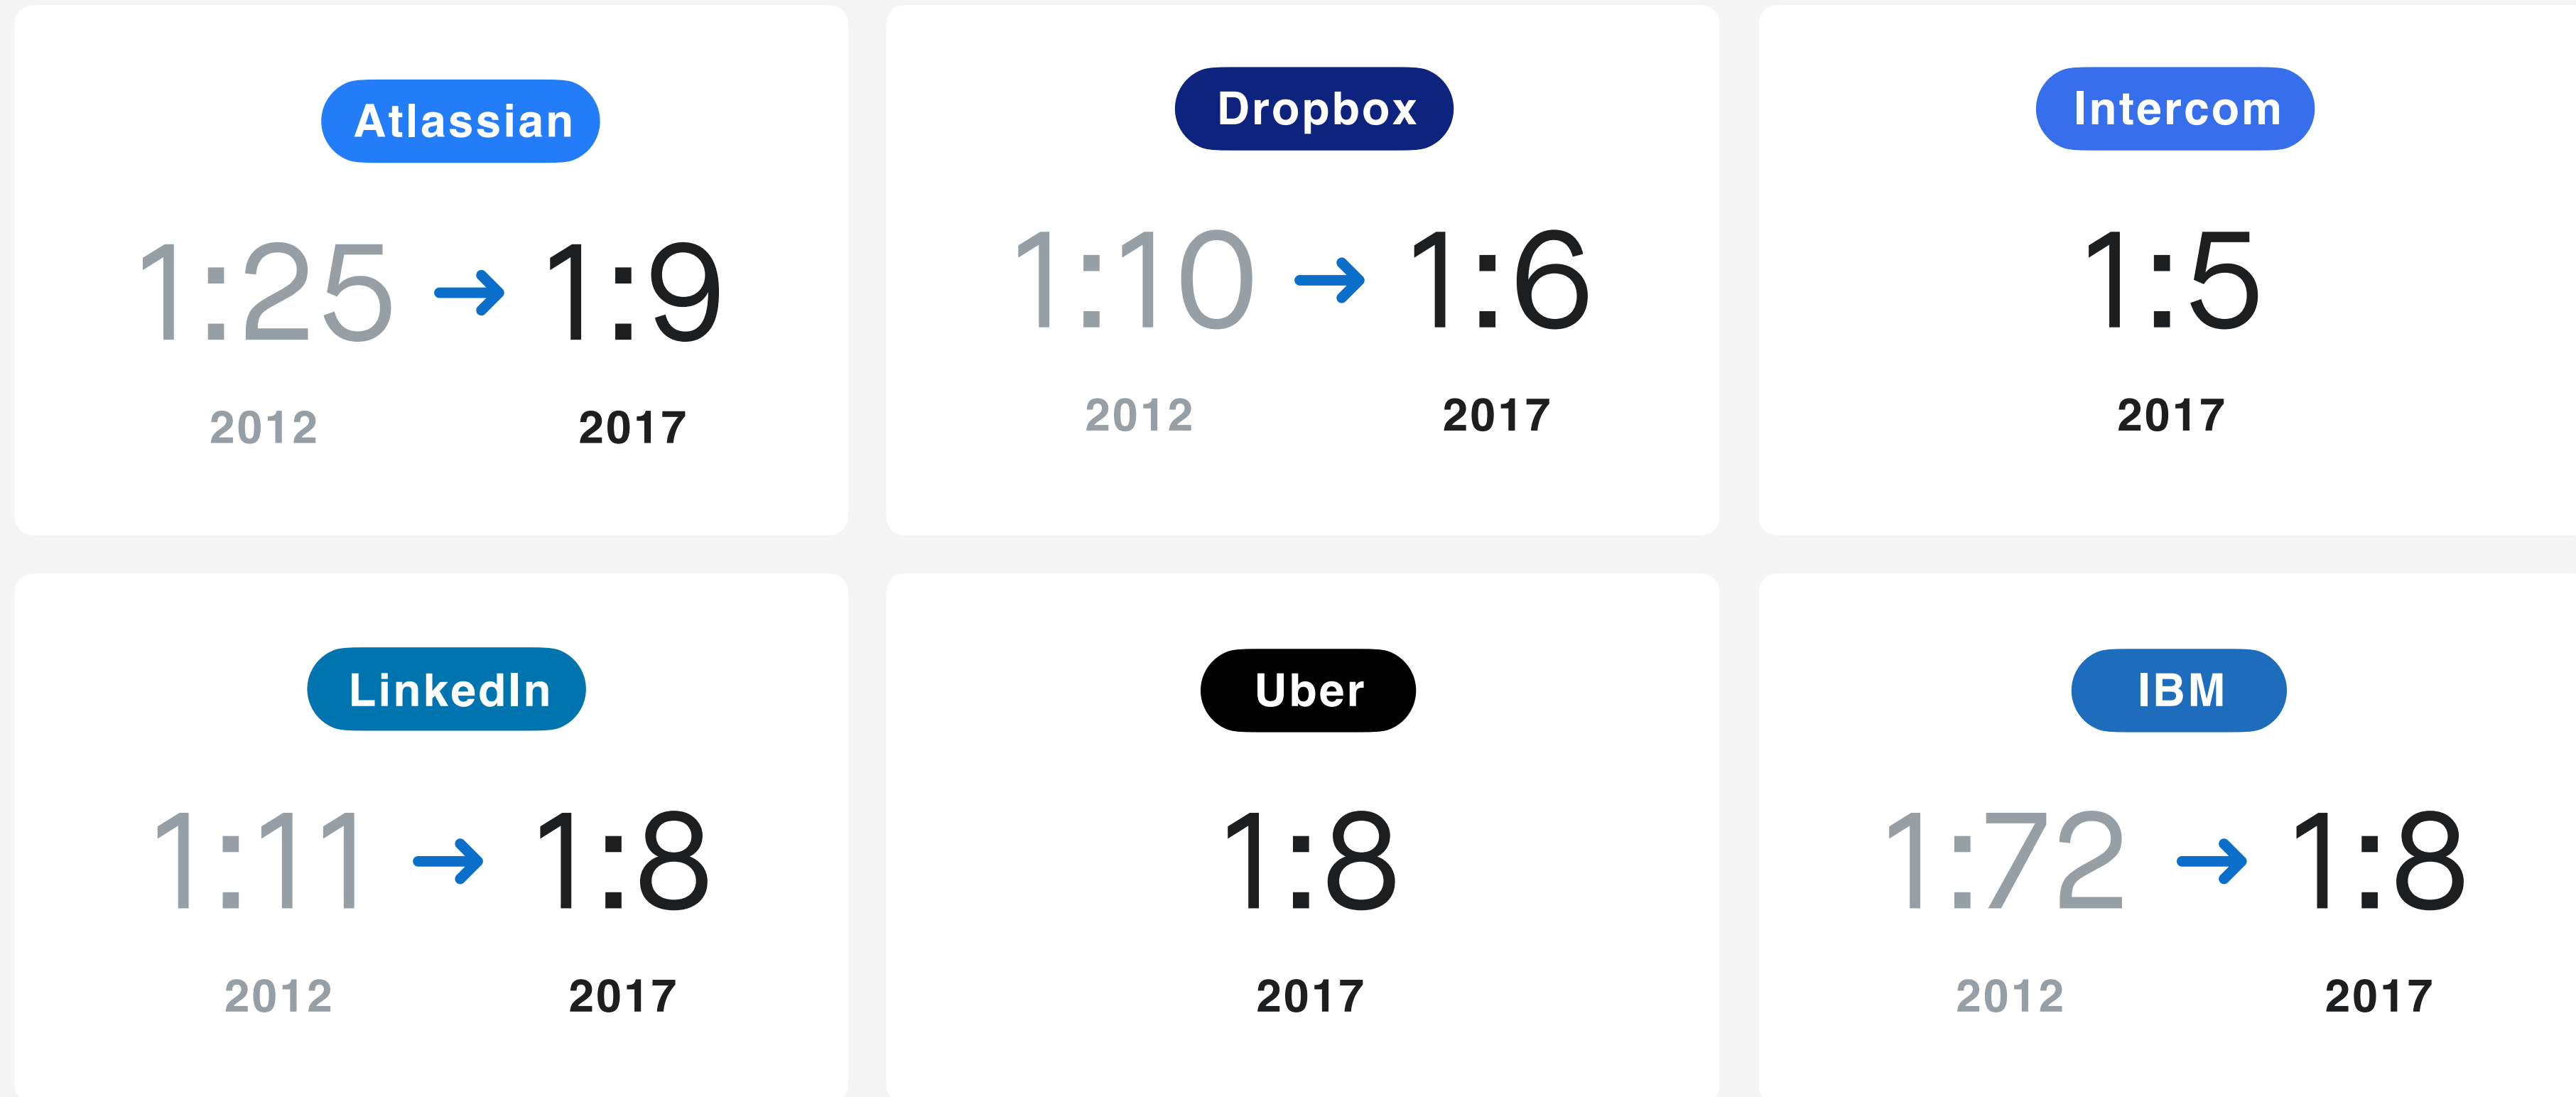 Atlassian
1:25 → 1:9
2012 2017
Dropbox
1:10 → 1:6
2012 2017
Intercom
1:5
2017
LinkedIn
1:11 → 1:8
2012 2017
Uber
1:8
2017
IBM
1:72 → 1:8
2012 2017